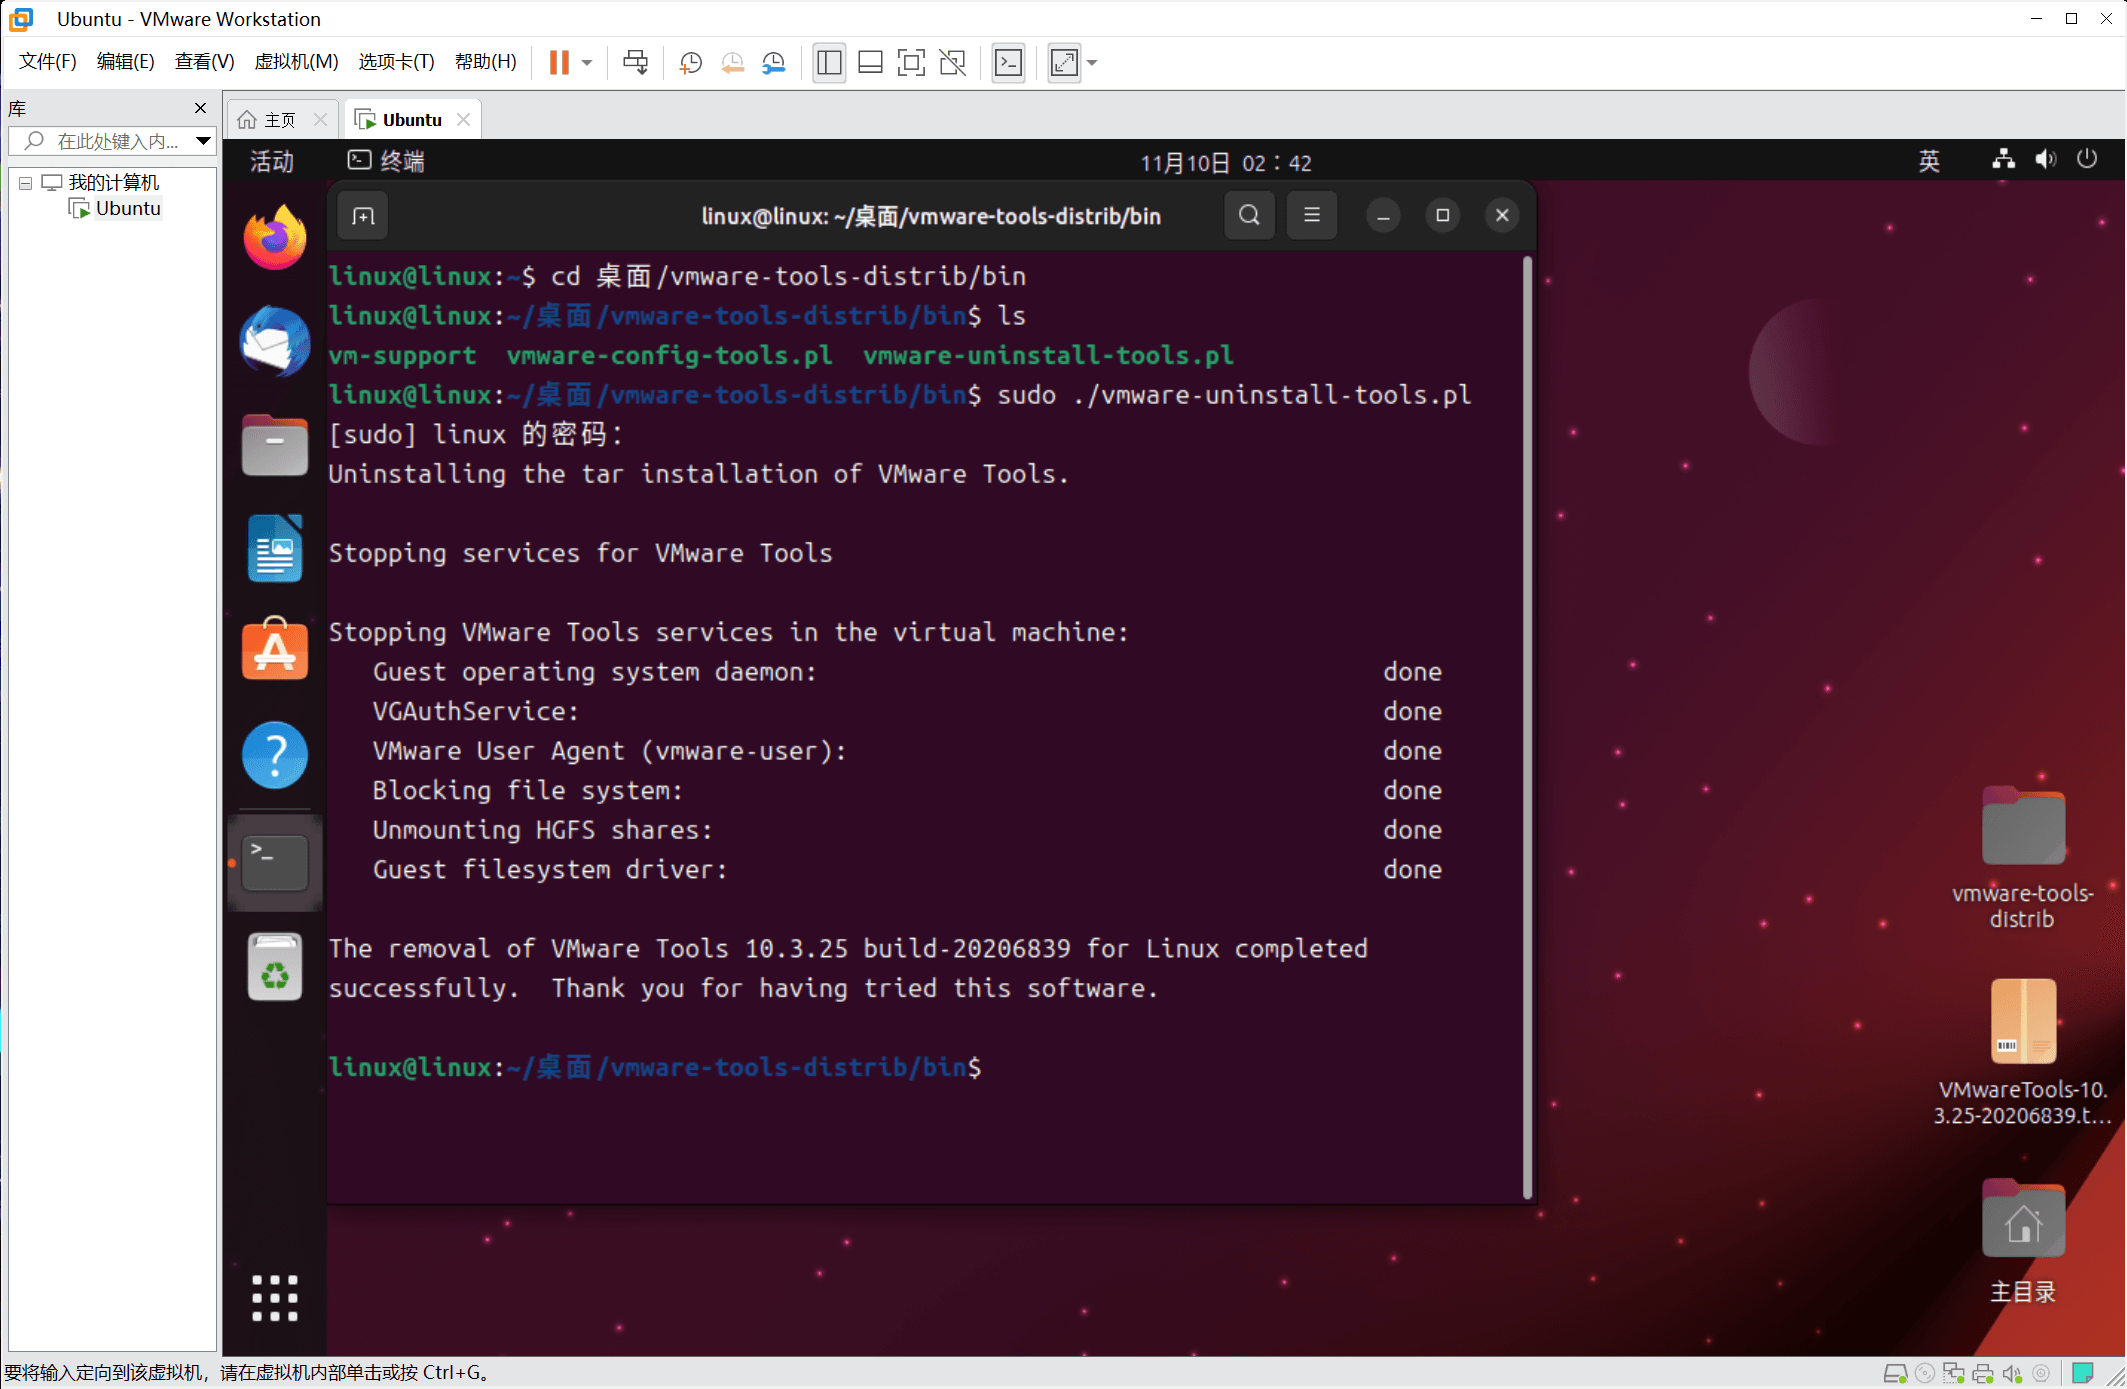 Ubuntu - VMware Workstation
文件(F) 编辑(E) 查看(V) 虚拟机(M) 选项卡(T) 帮助(H)
库
在此处键入内...
我的计算机
Ubuntu
主页
Ubuntu
活动
终端
11月10日 02：42
英
linux@linux: ~/桌面/vmware-tools-distrib/bin
linux@linux:~$ cd 桌面/vmware-tools-distrib/bin
linux@linux:~/桌面/vmware-tools-distrib/bin$ ls
vm-support  vmware-config-tools.pl  vmware-uninstall-tools.pl
linux@linux:~/桌面/vmware-tools-distrib/bin$ sudo ./vmware-uninstall-tools.pl
[sudo] linux 的密码：
Uninstalling the tar installation of VMware Tools.
Stopping services for VMware Tools
Stopping VMware Tools services in the virtual machine:
   Guest operating system daemon: done
   VGAuthService: done
   VMware User Agent (vmware-user): done
   Blocking file system: done
   Unmounting HGFS shares: done
   Guest filesystem driver: done
The removal of VMware Tools 10.3.25 build-20206839 for Linux completed
successfully.  Thank you for having tried this software.
linux@linux:~/桌面/vmware-tools-distrib/bin$
vmware-tools-
distrib
VMwareTools-10.
3.25-20206839.t...
主目录
要将输入定向到该虚拟机，请在虚拟机内部单击或按 Ctrl+G。